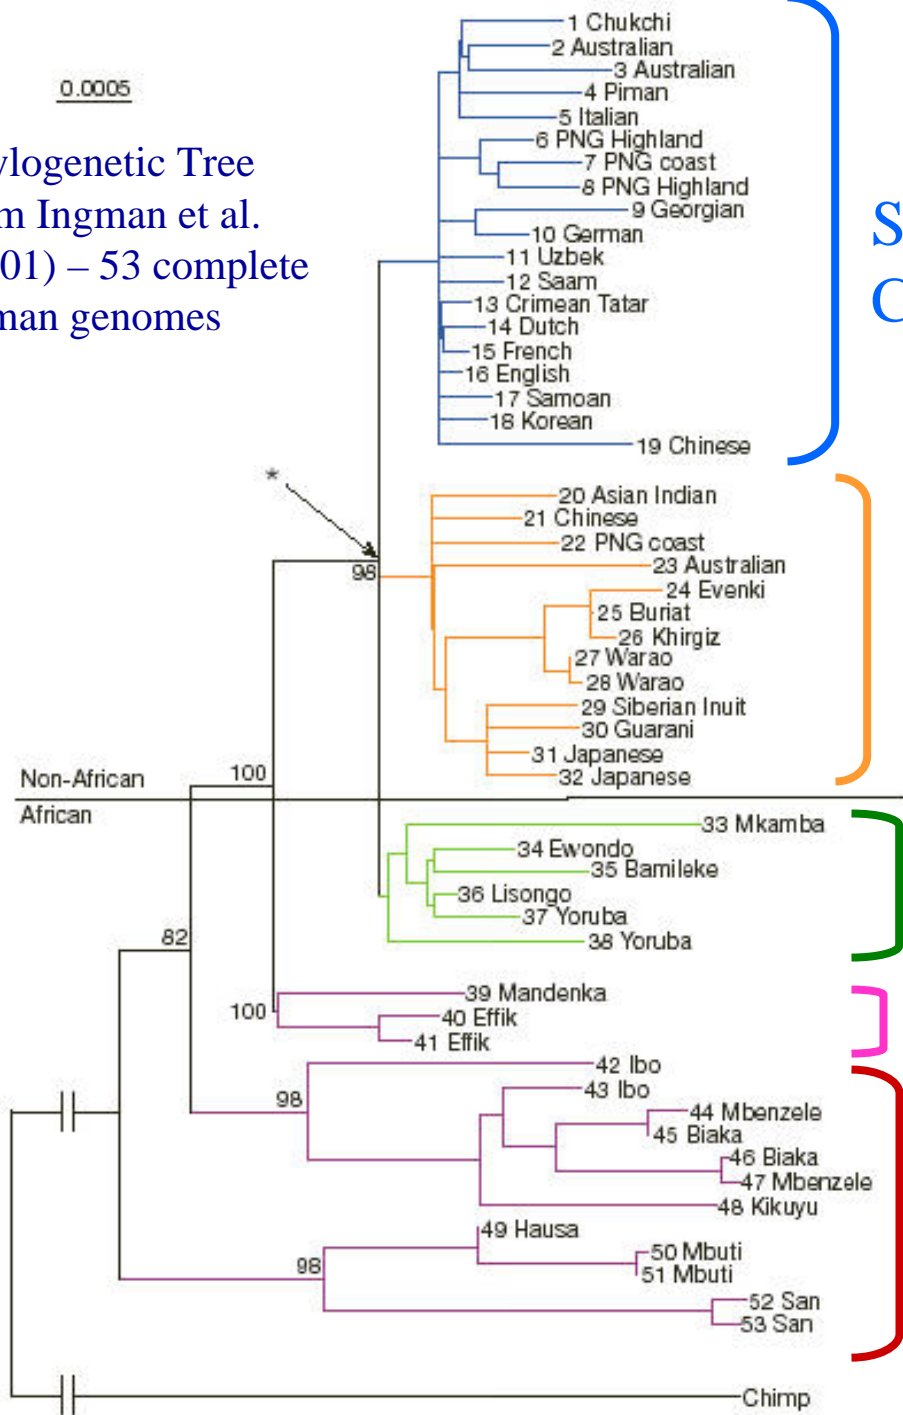 0.0005
ylogenetic Tree
m Ingman et al.
01) – 53 complete
man genomes
1 Chukchi
2 Australian
3 Australian
4 Piman
5 Italian
6 PNG Highland
7 PNG coast
8 PNG Highland
9 Georgian
10 German
11 Uzbek
12 Saam
13 Crimean Tatar
14 Dutch
15 French
16 English
17 Samoan
18 Korean
19 Chinese
S
C
*
98
20 Asian Indian
21 Chinese
22 PNG coast
23 Australian
24 Evenki
25 Buriat
26 Khirgiz
27 Warao
28 Warao
29 Siberian Inuit
30 Guarani
31 Japanese
32 Japanese
100
Non-African
African
33 Mkamba
34 Ewondo
35 Bamileke
36 Lisongo
37 Yoruba
38 Yoruba
82
39 Mandenka
100
40 Effik
41 Effik
42 Ibo
98
43 Ibo
44 Mbenzele
45 Biaka
46 Biaka
47 Mbenzele
48 Kikuyu
49 Hausa
98
50 Mbuti
51 Mbuti
52 San
53 San
Chimp